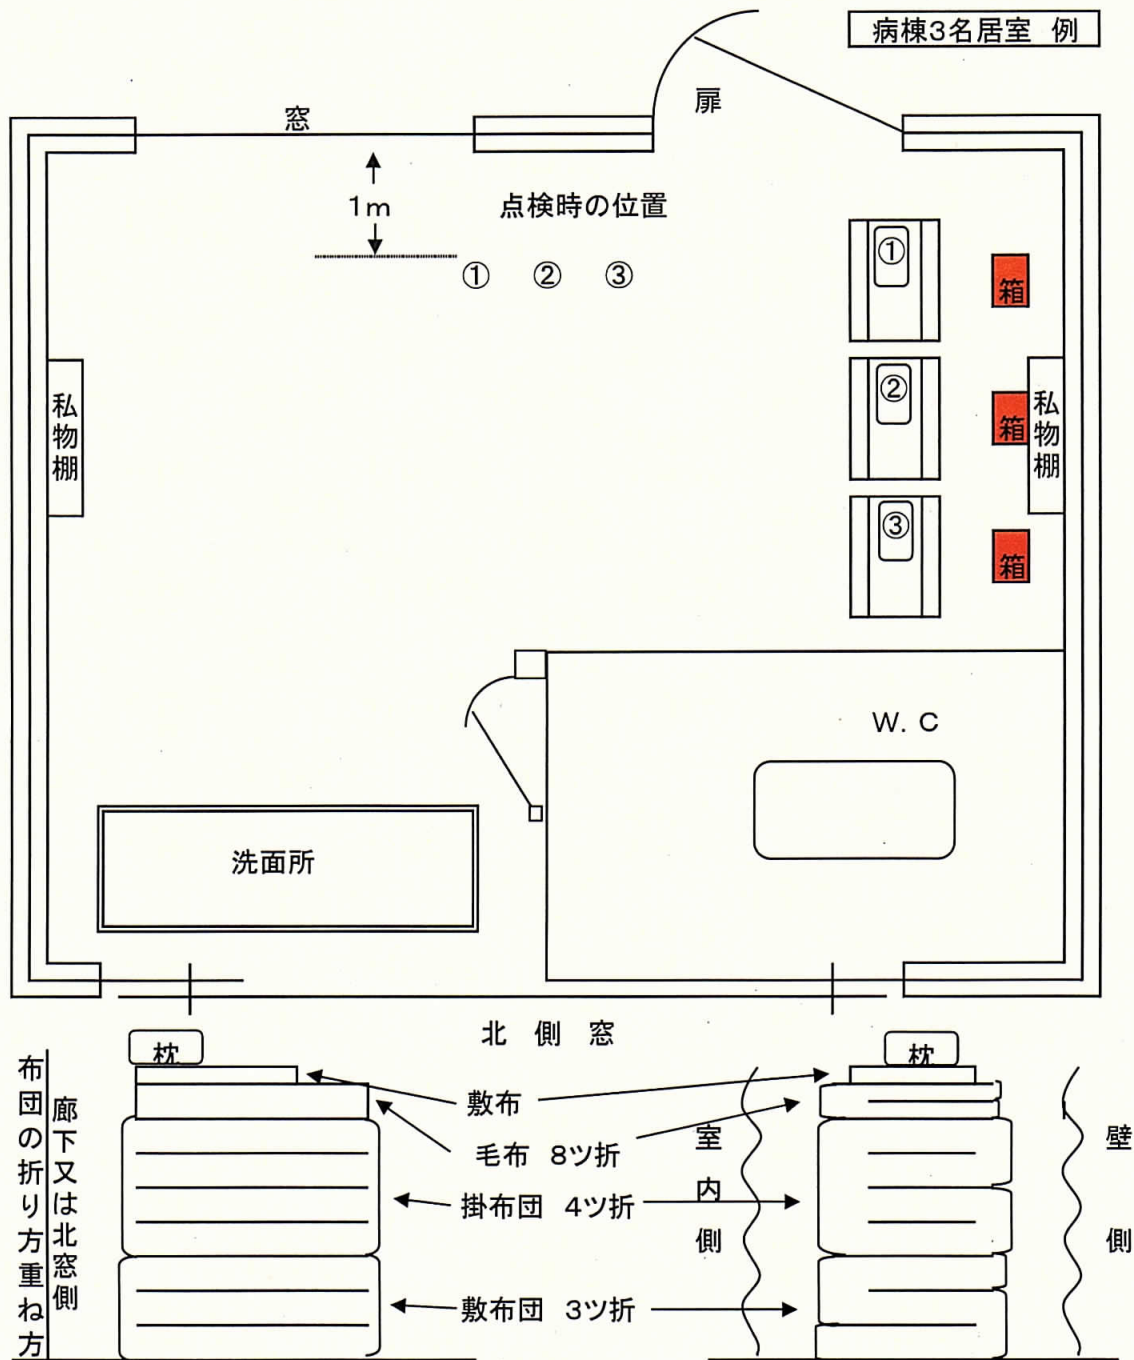 病棟3名居室 例
窓
扉
1m
点検時の位置
① ② ③
①
箱
②
箱
③
箱
私物棚
私物棚
W. C
洗面所
北側窓
布団の折り方重ね方
廊下又は北窓側
枕
枕
敷布
毛布 8ツ折
掛布団 4ツ折
敷布団 3ツ折
室内側
壁側